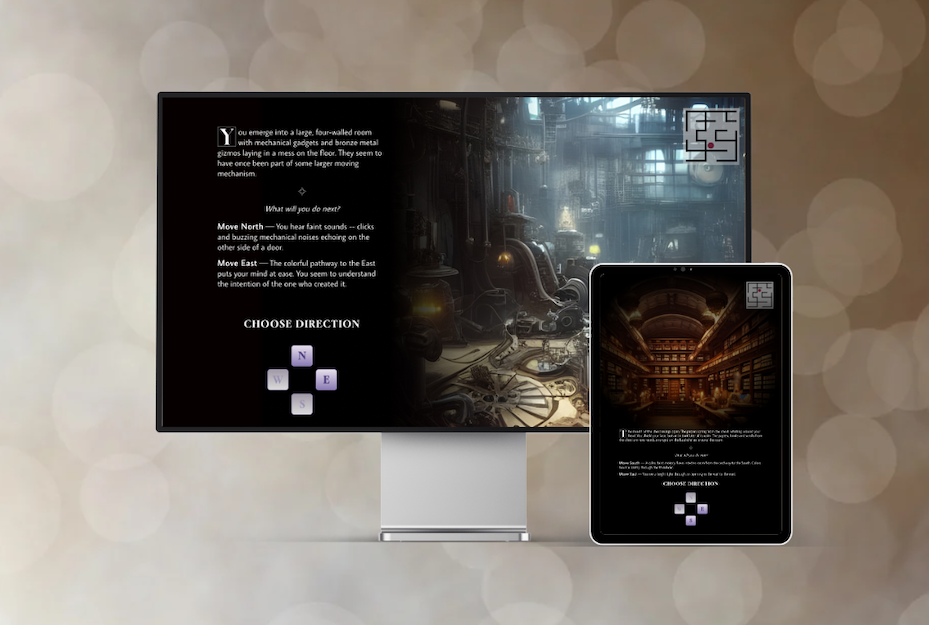 You emerge into a large, four-walled room
with mechanical gadgets and bronze metal
gizmos laying in a mess on the floor. They seem to
have once been part of some larger moving
mechanism.
What will you do next?
Move North — You hear faint sounds -- clicks
and buzzing mechanical noises echoing on the
other side of a door.
Move East — The colorful pathway to the East
puts your mind at ease. You seem to understand
the intention of the one who created it.
CHOOSE DIRECTION
N
W E
S
What will you do next?
Move South —
Move East —
CHOOSE DIRECTION
N
W E
S